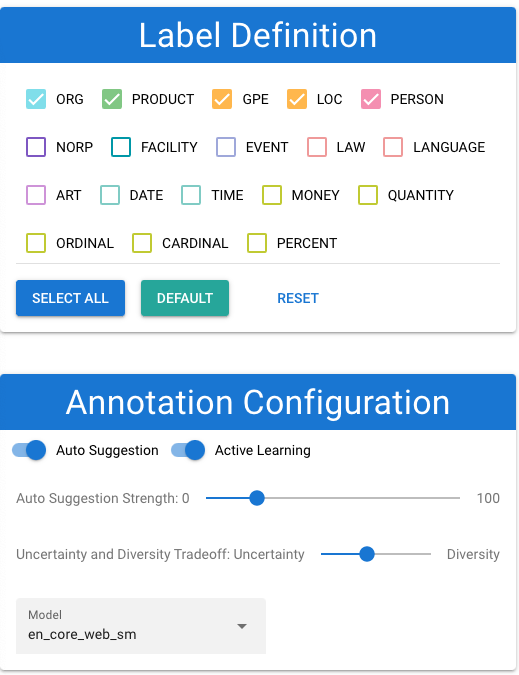 Label Definition
ORG PRODUCT GPE LOC PERSON
NORP FACILITY EVENT LAW LANGUAGE
ART DATE TIME MONEY QUANTITY
ORDINAL CARDINAL PERCENT
SELECT ALL DEFAULT RESET
Annotation Configuration
Auto Suggestion Active Learning
Auto Suggestion Strength: 0 100
Uncertainty and Diversity Tradeoff: Uncertainty Diversity
Model
en_core_web_sm